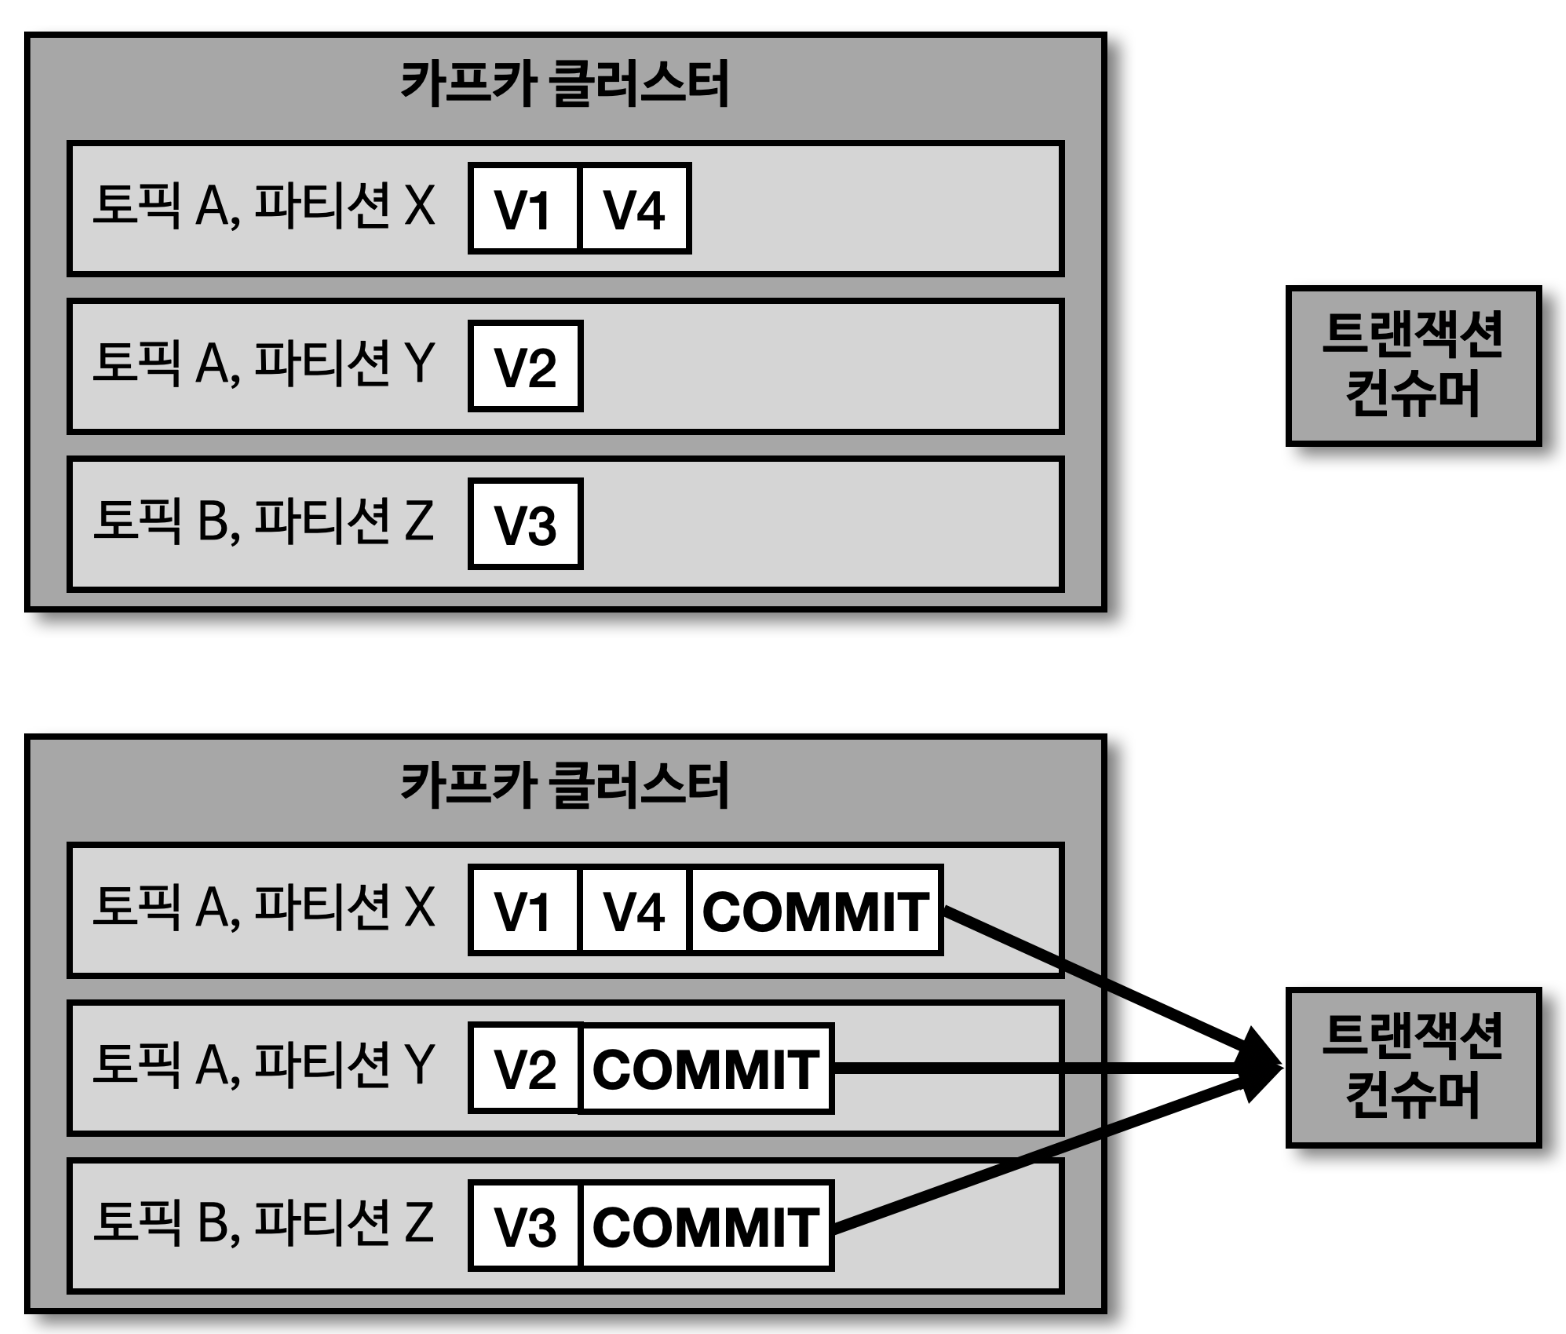 카프카 클러스터
토픽 A, 파티션 X V1 V4
토픽 A, 파티션 Y V2
토픽 B, 파티션 Z V3
트랜잭션
컨슈머
카프카 클러스터
토픽 A, 파티션 X V1 V4 COMMIT
토픽 A, 파티션 Y V2 COMMIT
토픽 B, 파티션 Z V3 COMMIT
트랜잭션
컨슈머